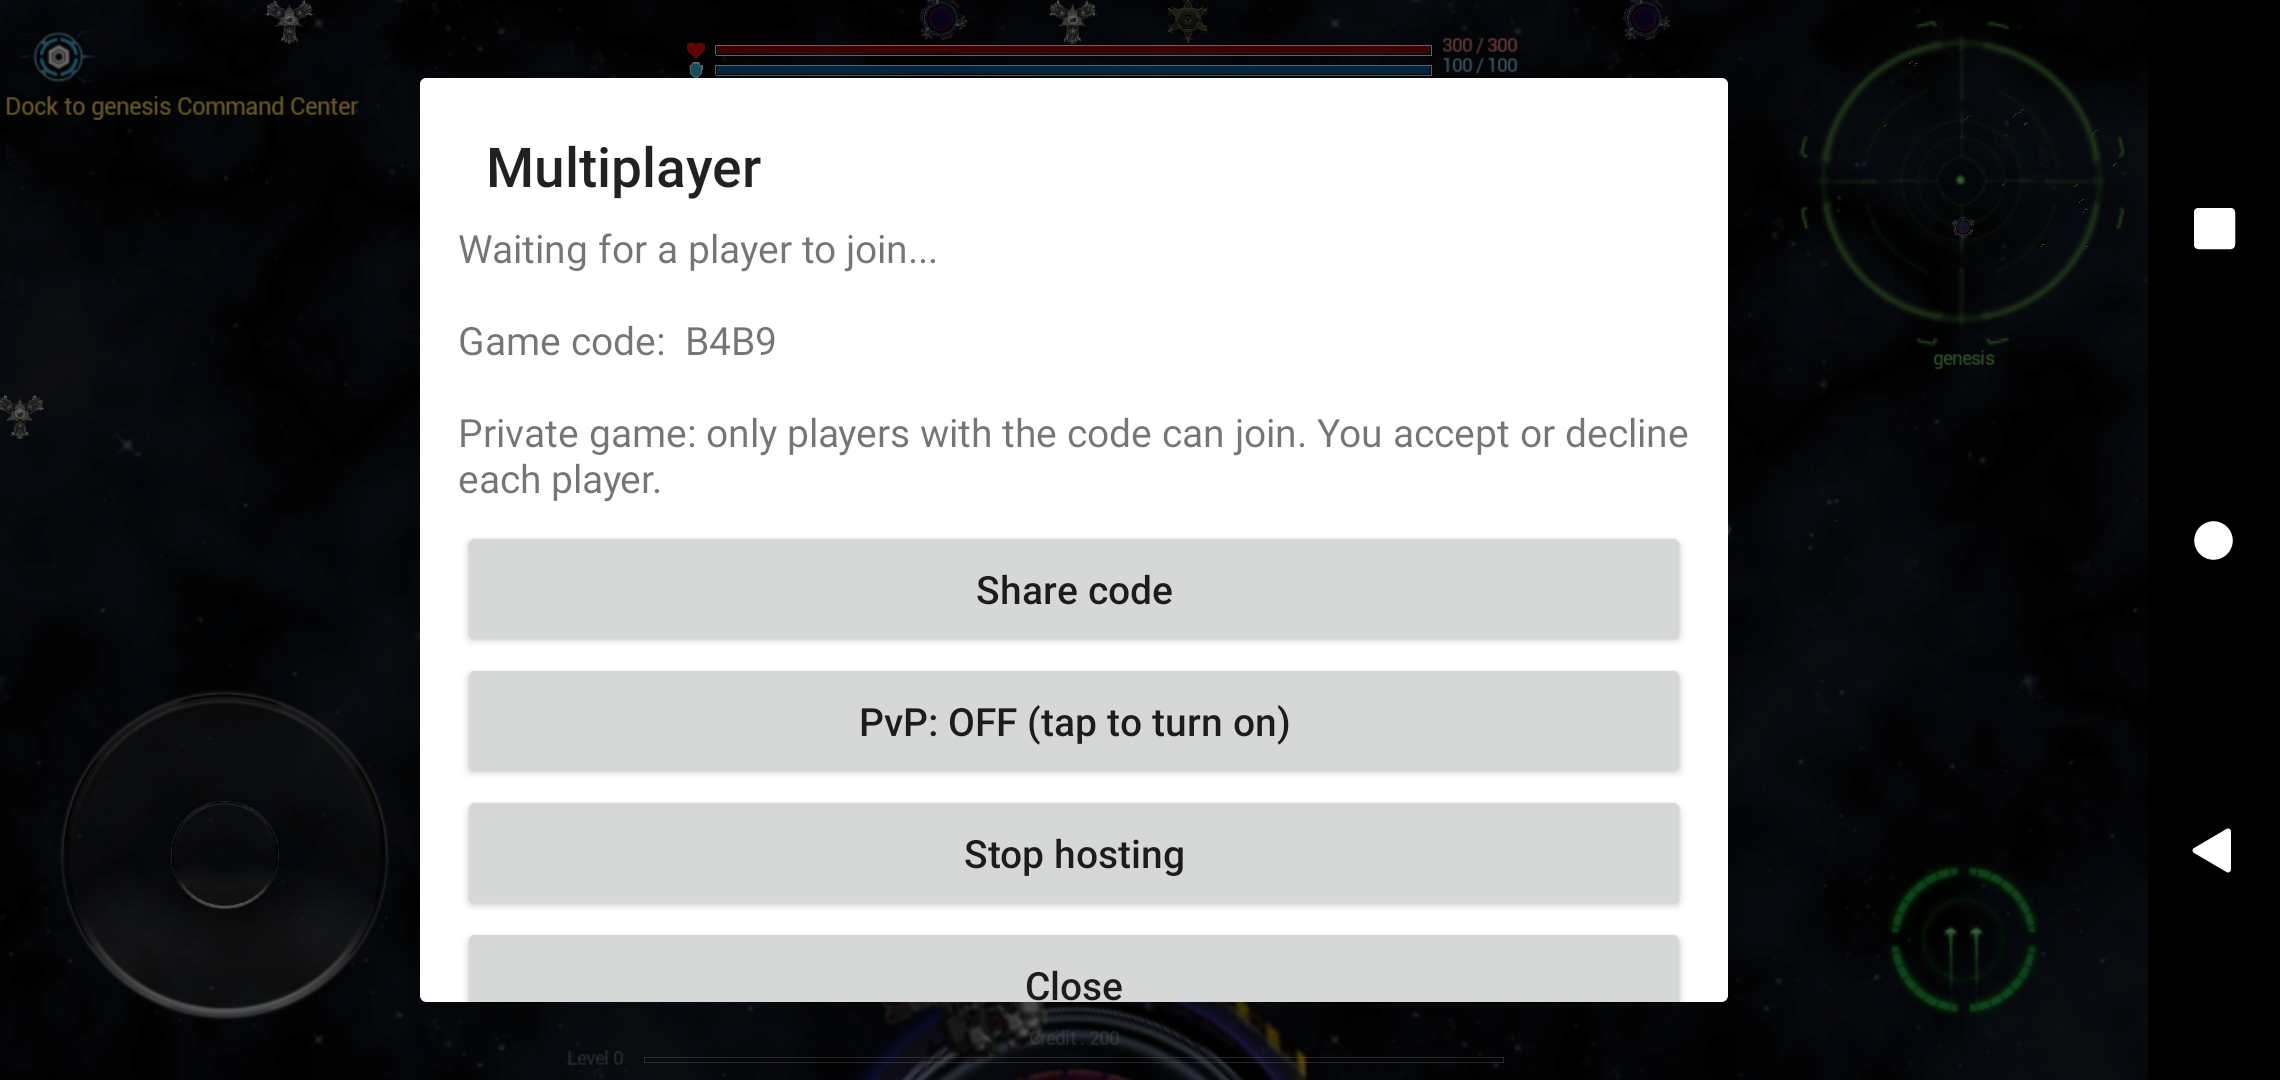 300 / 300
100 / 100
Dock to genesis Command Center
Multiplayer
Waiting for a player to join...
Game code: B4B9
Private game: only players with the code can join. You accept or decline
each player.
genesis
Share code
PvP: OFF (tap to turn on)
Stop hosting
Close
Credit : 200
Level 0